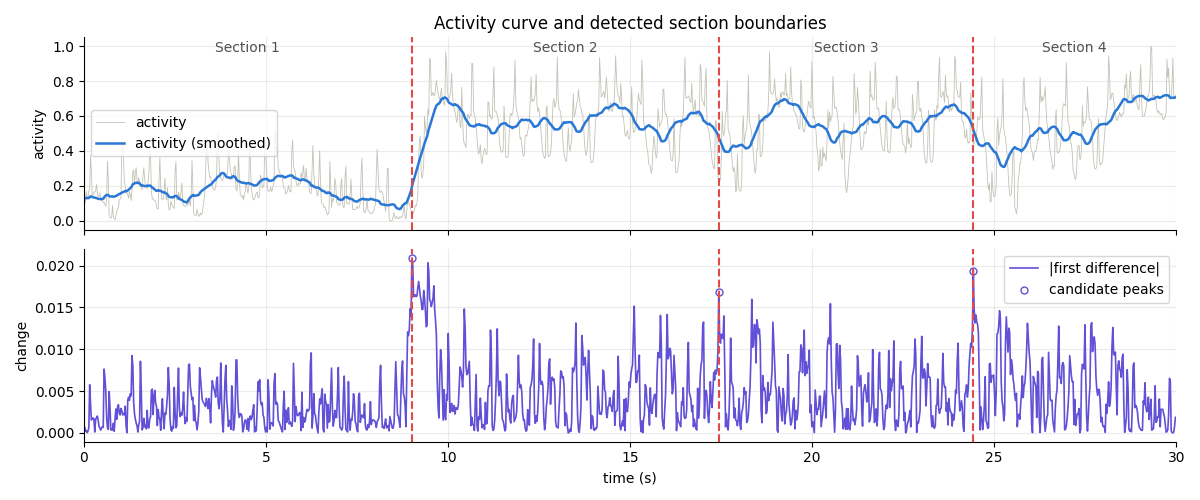 Activity curve and detected section boundaries
Section 1
Section 2
Section 3
Section 4
activity
1.0
0.8
0.6
0.4
0.2
0.0
activity
activity (smoothed)
change
0.020
0.015
0.010
0.005
0.000
|first difference|
candidate peaks
0
5
10
15
20
25
30
time (s)